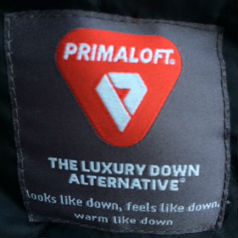 PRIMALOFT®
THE LUXURY DOWN
ALTERNATIVE®
looks like down, feels like down,
warm like down